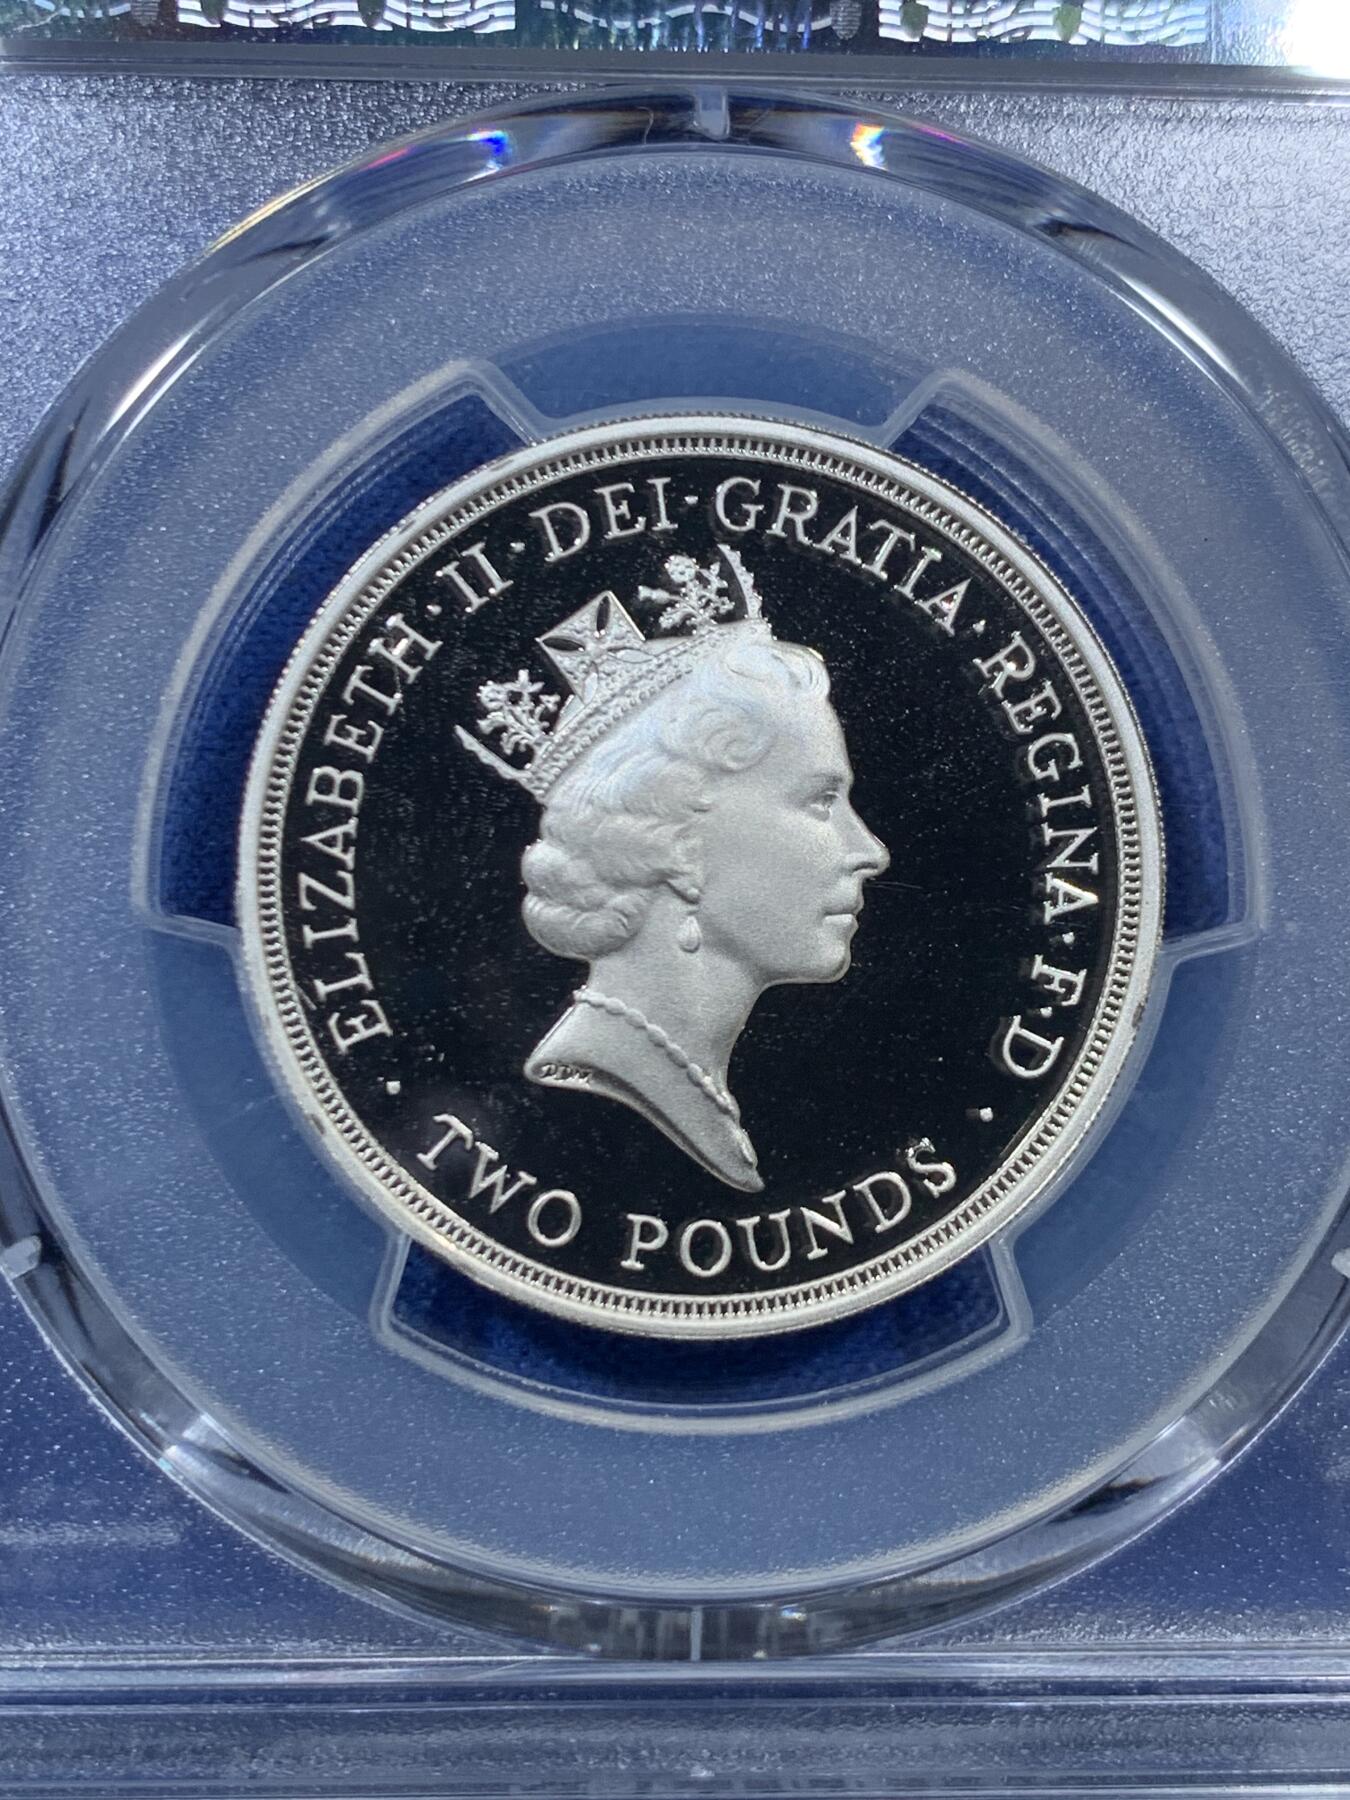 ELIZABETH·II·DEI·GRATIA·REGINA·F·D
·TWO POUNDS·